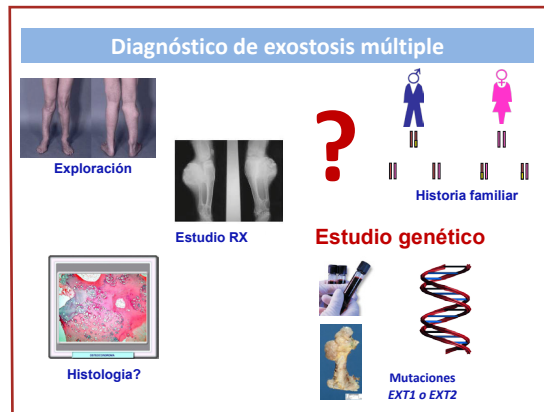 Diagnóstico de exostosis múltiple
Exploración
?
Historia familiar
Estudio RX
Estudio genético
Histologia?
Mutaciones
EXT1 o EXT2